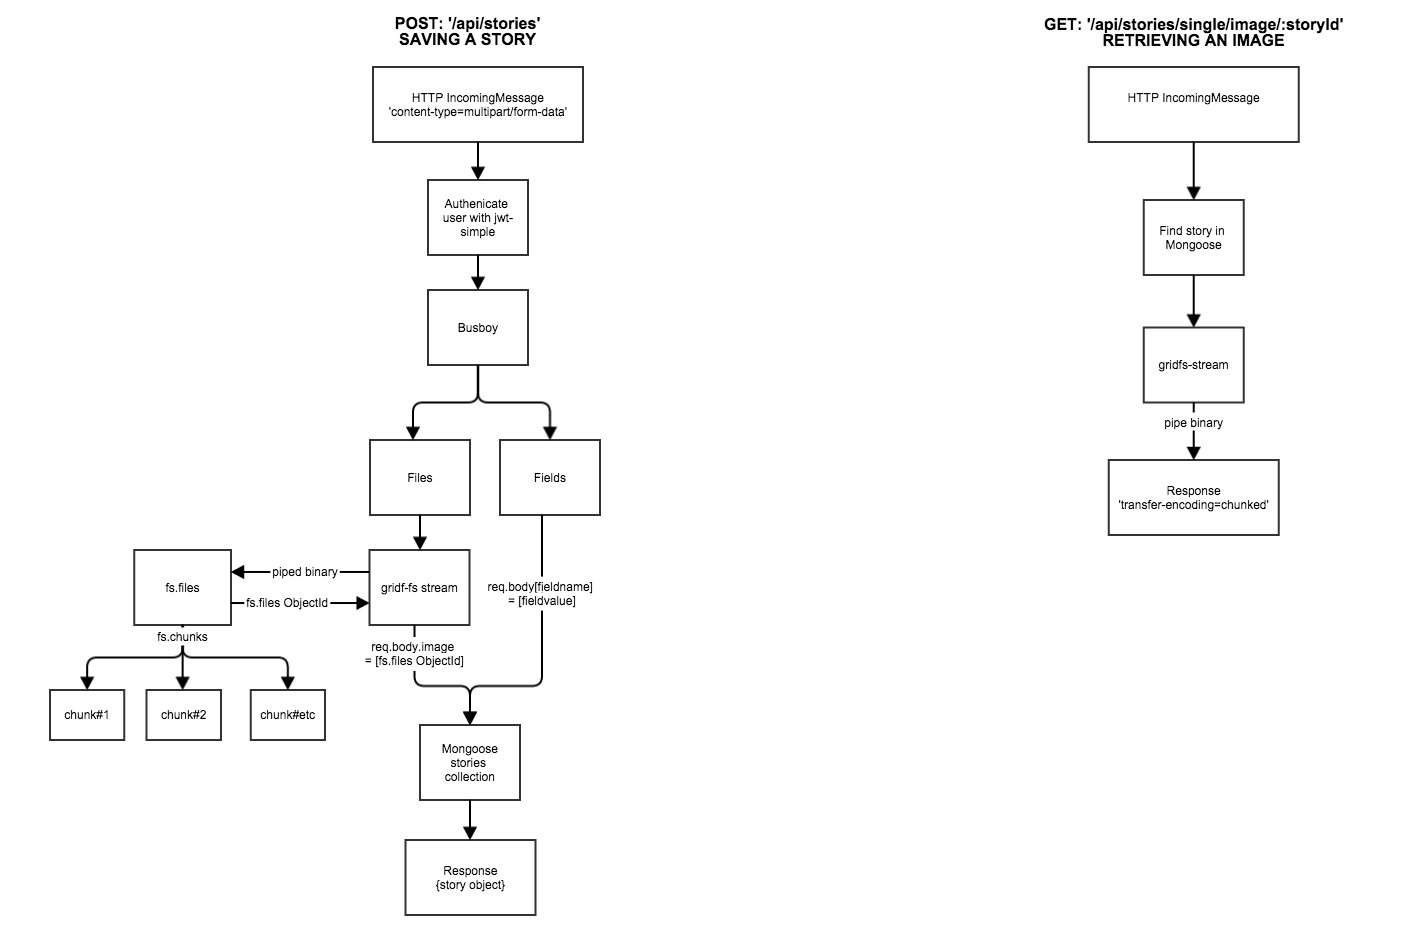 POST: '/api/stories'
SAVING A STORY
HTTP IncomingMessage
'content-type=multipart/form-data'
Authenicate
user with jwt-
simple
Busboy
Files
Fields
fs.files
piped binary
fs.files ObjectId
gridf-fs stream
req.body[fieldname]
= [fieldvalue]
fs.chunks
req.body.image
= [fs.files ObjectId]
chunk#1
chunk#2
chunk#etc
Mongoose
stories
collection
Response
{story object}
GET: '/api/stories/single/image/:storyId'
RETRIEVING AN IMAGE
HTTP IncomingMessage
Find story in
Mongoose
gridfs-stream
pipe binary
Response
'transfer-encoding=chunked'